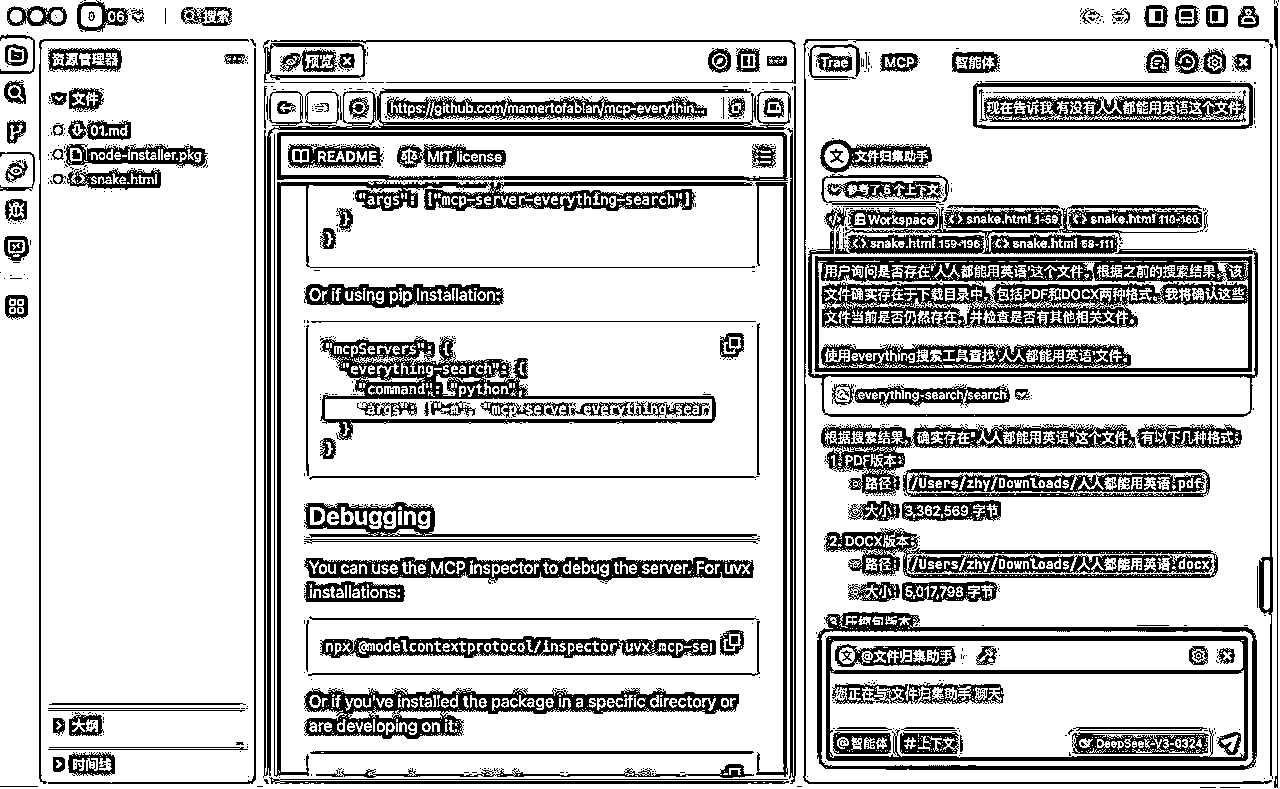 06
搜索
资源管理器
文件
01.md
node-installer.pkg
snake.html
大纲
时间线
预览
https://github.com/mamertofabian/mcp-everythin...
README
MIT license
"args": ["mcp-server-everything-search"]
}
}
Or if using pip installation:
"mcpServers": {
"everything-search": {
"command": "python",
"args": ["-m", "mcp_server_everything_sear
}
}
Debugging
You can use the MCP inspector to debug the server. For uvx
installations:
npx @modelcontextprotocol/inspector uvx mcp-ser
Or if you've installed the package in a specific directory or
are developing on it:
Trae
MCP
智能体
现在告诉我 有没有人人都能用英语这个文件
文件归集助手
参考了5个上下文
Workspace
snake.html 1-59
snake.html 110-160
snake.html 159-196
snake.html 58-111
用户询问是否存在"人人都能用英语"这个文件。根据之前的搜索结果，该
文件确实存在于下载目录中，包括PDF和DOCX两种格式。我将确认这些
文件当前是否仍然存在，并检查是否有其他相关文件。
使用everything搜索工具查找"人人都能用英语"文件。
everything-search/search
根据搜索结果，确实存在"人人都能用英语"这个文件，有以下几种格式：
1. PDF版本：
路径：/Users/zhy/Downloads/人人都能用英语.pdf
大小：3,362,569 字节
2. DOCX版本：
路径：/Users/zhy/Downloads/人人都能用英语.docx
大小：5,017,798 字节
3. 压缩包版本：
@文件归集助手
您正在与 文件归集助手 聊天
@智能体
#上下文
DeepSeek-V3-0324